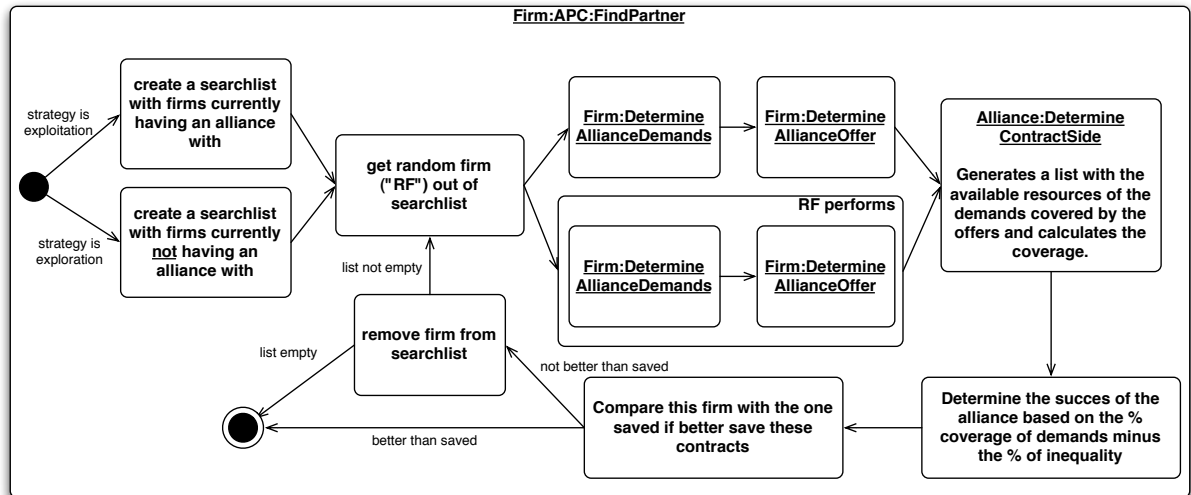 Firm:APC:FindPartner
strategy is
exploitation
create a searchlist
with firms currently
having an alliance
with
strategy is
exploration
create a searchlist
with firms currently
not having an
alliance with
get random firm
("RF") out of
searchlist
Firm:Determine
AllianceDemands
Firm:Determine
AllianceOffer
RF performs
Firm:Determine
AllianceDemands
Firm:Determine
AllianceOffer
Alliance:Determine
ContractSide
Generates a list with the
available resources of the
demands covered by the
offers and calculates the
coverage.
Determine the succes of the
alliance based on the %
coverage of demands minus
the % of inequality
Compare this firm with the one
saved if better save these
contracts
not better than saved
better than saved
remove firm from
searchlist
list not empty
list empty